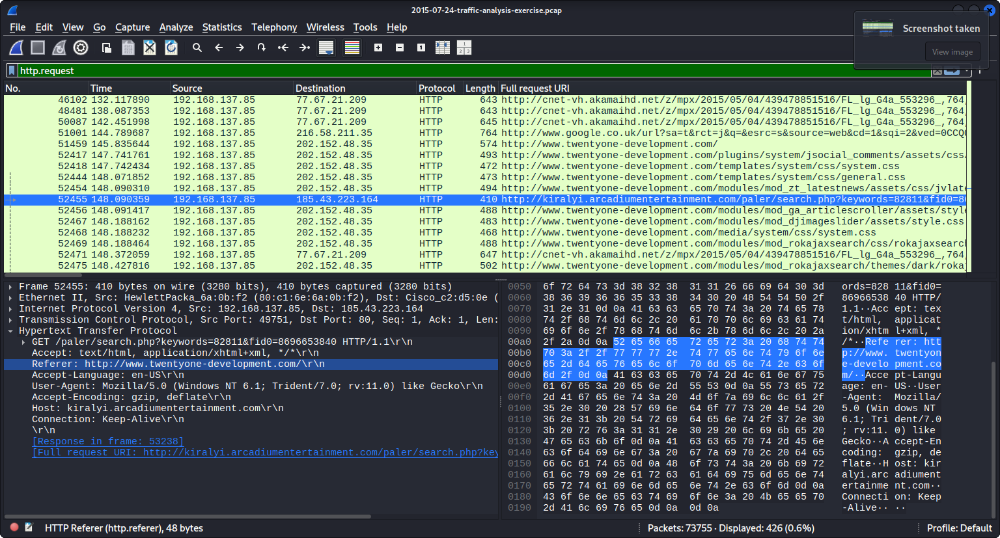 2015-07-24-traffic-analysis-exercise.pcap
File Edit View Go Capture Analyze Statistics Telephony Wireless Tools Help
Screenshot taken
View image
http.request
No. Time Source Destination Protocol Length Full request URI
46102 132.117890 192.168.137.85 77.67.21.209 HTTP 643 http://cnet-vh.akamaihd.net/z/mpx/2015/05/04/439478851516/FL_lg_G4a_553296_,764,
48481 138.087353 192.168.137.85 77.67.21.209 HTTP 643 http://cnet-vh.akamaihd.net/z/mpx/2015/05/04/439478851516/FL_lg_G4a_553296_,764,
50087 142.451998 192.168.137.85 77.67.21.209 HTTP 645 http://cnet-vh.akamaihd.net/z/mpx/2015/05/04/439478851516/FL_lg_G4a_553296_,764,
51001 144.789687 192.168.137.85 216.58.211.35 HTTP 764 http://www.google.co.uk/url?sa=t&rct=j&q=&esrc=s&source=web&cd=1&sqi=2&ved=0CCQ
51459 145.835644 192.168.137.85 202.152.48.35 HTTP 574 http://www.twentyone-development.com/
52417 147.741761 192.168.137.85 202.152.48.35 HTTP 493 http://www.twentyone-development.com/plugins/system/jsocial_comments/assets/css/
52418 147.742434 192.168.137.85 202.152.48.35 HTTP 472 http://www.twentyone-development.com/templates/system/css/system.css
52444 148.071852 192.168.137.85 202.152.48.35 HTTP 473 http://www.twentyone-development.com/templates/system/css/general.css
52454 148.090310 192.168.137.85 202.152.48.35 HTTP 494 http://www.twentyone-development.com/modules/mod_zt_latestnews/assets/css/jvlate
52455 148.090359 192.168.137.85 185.43.223.164 HTTP 410 http://kiralyi.arcadiumentertainment.com/paler/search.php?keywords=82811&fid0=86
52456 148.091417 192.168.137.85 202.152.48.35 HTTP 488 http://www.twentyone-development.com/modules/mod_ga_articlescroller/assets/style
52467 148.188162 192.168.137.85 202.152.48.35 HTTP 483 http://www.twentyone-development.com/modules/mod_djimageslider/assets/style.css
52468 148.188232 192.168.137.85 202.152.48.35 HTTP 468 http://www.twentyone-development.com/media/system/css/system.css
52469 148.188464 192.168.137.85 202.152.48.35 HTTP 488 http://www.twentyone-development.com/modules/mod_rokajaxsearch/css/rokajaxsearch
52471 148.372059 192.168.137.85 77.67.21.209 HTTP 647 http://cnet-vh.akamaihd.net/z/mpx/2015/05/04/439478851516/FL_lg_G4a_553296_,764,
52475 148.427816 192.168.137.85 202.152.48.35 HTTP 502 http://www.twentyone-development.com/modules/mod_rokajaxsearch/themes/dark/roka
Frame 52455: 410 bytes on wire (3280 bits), 410 bytes captured (3280 bits)
Ethernet II, Src: HewlettPacka_6a:0b:f2 (80:c1:6e:6a:0b:f2), Dst: Cisco_c2:d5:0e (
Internet Protocol Version 4, Src: 192.168.137.85, Dst: 185.43.223.164
Transmission Control Protocol, Src Port: 49751, Dst Port: 80, Seq: 1, Ack: 1, Len:
Hypertext Transfer Protocol
GET /paler/search.php?keywords=82811&fid0=8696653840 HTTP/1.1\r\n
Accept: text/html, application/xhtml+xml, */*\r\n
Referer: http://www.twentyone-development.com/\r\n
Accept-Language: en-US\r\n
User-Agent: Mozilla/5.0 (Windows NT 6.1; Trident/7.0; rv:11.0) like Gecko\r\n
Accept-Encoding: gzip, deflate\r\n
Host: kiralyi.arcadiumentertainment.com\r\n
Connection: Keep-Alive\r\n
\r\n
[Response in frame: 53238]
[Full request URI: http://kiralyi.arcadiumentertainment.com/paler/search.php?key
0050 6f 72 64 73 3d 38 32 38 31 31 26 66 69 64 30 3d ords=828 11&fid0=
0060 38 36 39 36 36 35 33 38 34 30 20 48 54 54 50 2f 86966538 40 HTTP/
0070 31 2e 31 0d 0a 41 63 63 65 70 74 3a 20 74 65 78 1.1··Acc ept: tex
0080 74 2f 68 74 6d 6c 2c 20 61 70 70 6c 69 63 61 74 t/html,  applicat
0090 69 6f 6e 2f 78 68 74 6d 6c 2b 78 6d 6c 2c 20 2a ion/xhtm l+xml, *
00a0 2f 2a 0d 0a 52 65 66 65 72 65 72 3a 20 68 74 74 /*··Refe rer: htt
00b0 70 3a 2f 2f 77 77 77 2e 74 77 65 6e 74 79 6f 6e p://www. twentyon
00c0 65 2d 64 65 76 65 6c 6f 70 6d 65 6e 74 2e 63 6f e-develo pment.co
00d0 6d 2f 0d 0a 41 63 63 65 70 74 2d 4c 61 6e 67 75 m/··Acce pt-Langu
00e0 61 67 65 3a 20 65 6e 2d 55 53 0d 0a 55 73 65 72 age: en- US··User
00f0 2d 41 67 65 6e 74 3a 20 4d 6f 7a 69 6c 6c 61 2f -Agent:  Mozilla/
0100 35 2e 30 20 28 57 69 6e 64 6f 77 73 20 4e 54 20 5.0 (Win dows NT
0110 36 2e 31 3b 20 54 72 69 64 65 6e 74 2f 37 2e 30 6.1; Tri dent/7.0
0120 3b 20 72 76 3a 31 31 2e 30 29 20 6c 69 6b 65 20 ; rv:11. 0) like
0130 47 65 63 6b 6f 0d 0a 41 63 63 65 70 74 2d 45 6e Gecko··A ccept-En
0140 63 6f 64 69 6e 67 3a 20 67 7a 69 70 2c 20 64 65 coding:  gzip, de
0150 66 6c 61 74 65 0d 0a 48 6f 73 74 3a 20 6b 69 72 flate··H ost: kir
0160 61 6c 79 69 2e 61 72 63 61 64 69 75 6d 65 6e 74 alyi.arc adiument
0170 65 72 74 61 69 6e 6d 65 6e 74 2e 63 6f 6d 0d 0a ertainme nt.com··
0180 43 6f 6e 6e 65 63 74 69 6f 6e 3a 20 4b 65 65 70 Connecti on: Keep
0190 2d 41 6c 69 76 65 0d 0a 0d 0a -Alive·· ··
HTTP Referer (http.referer), 48 bytes
Packets: 73755 · Displayed: 426 (0.6%)
Profile: Default